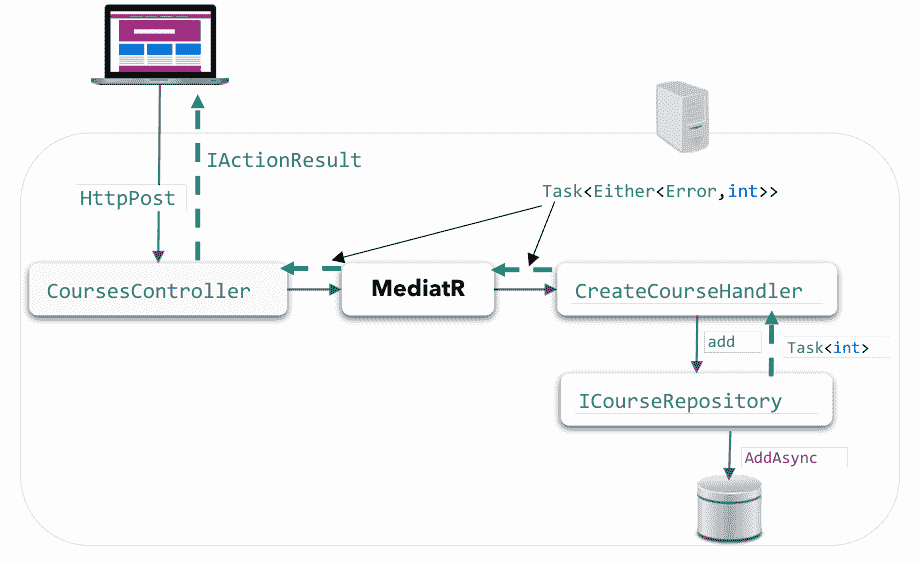 IActionResult
Task<Either<Error,int>>
HttpPost
CoursesController
MediatR
CreateCourseHandler
add
Task<int>
ICourseRepository
AddAsync